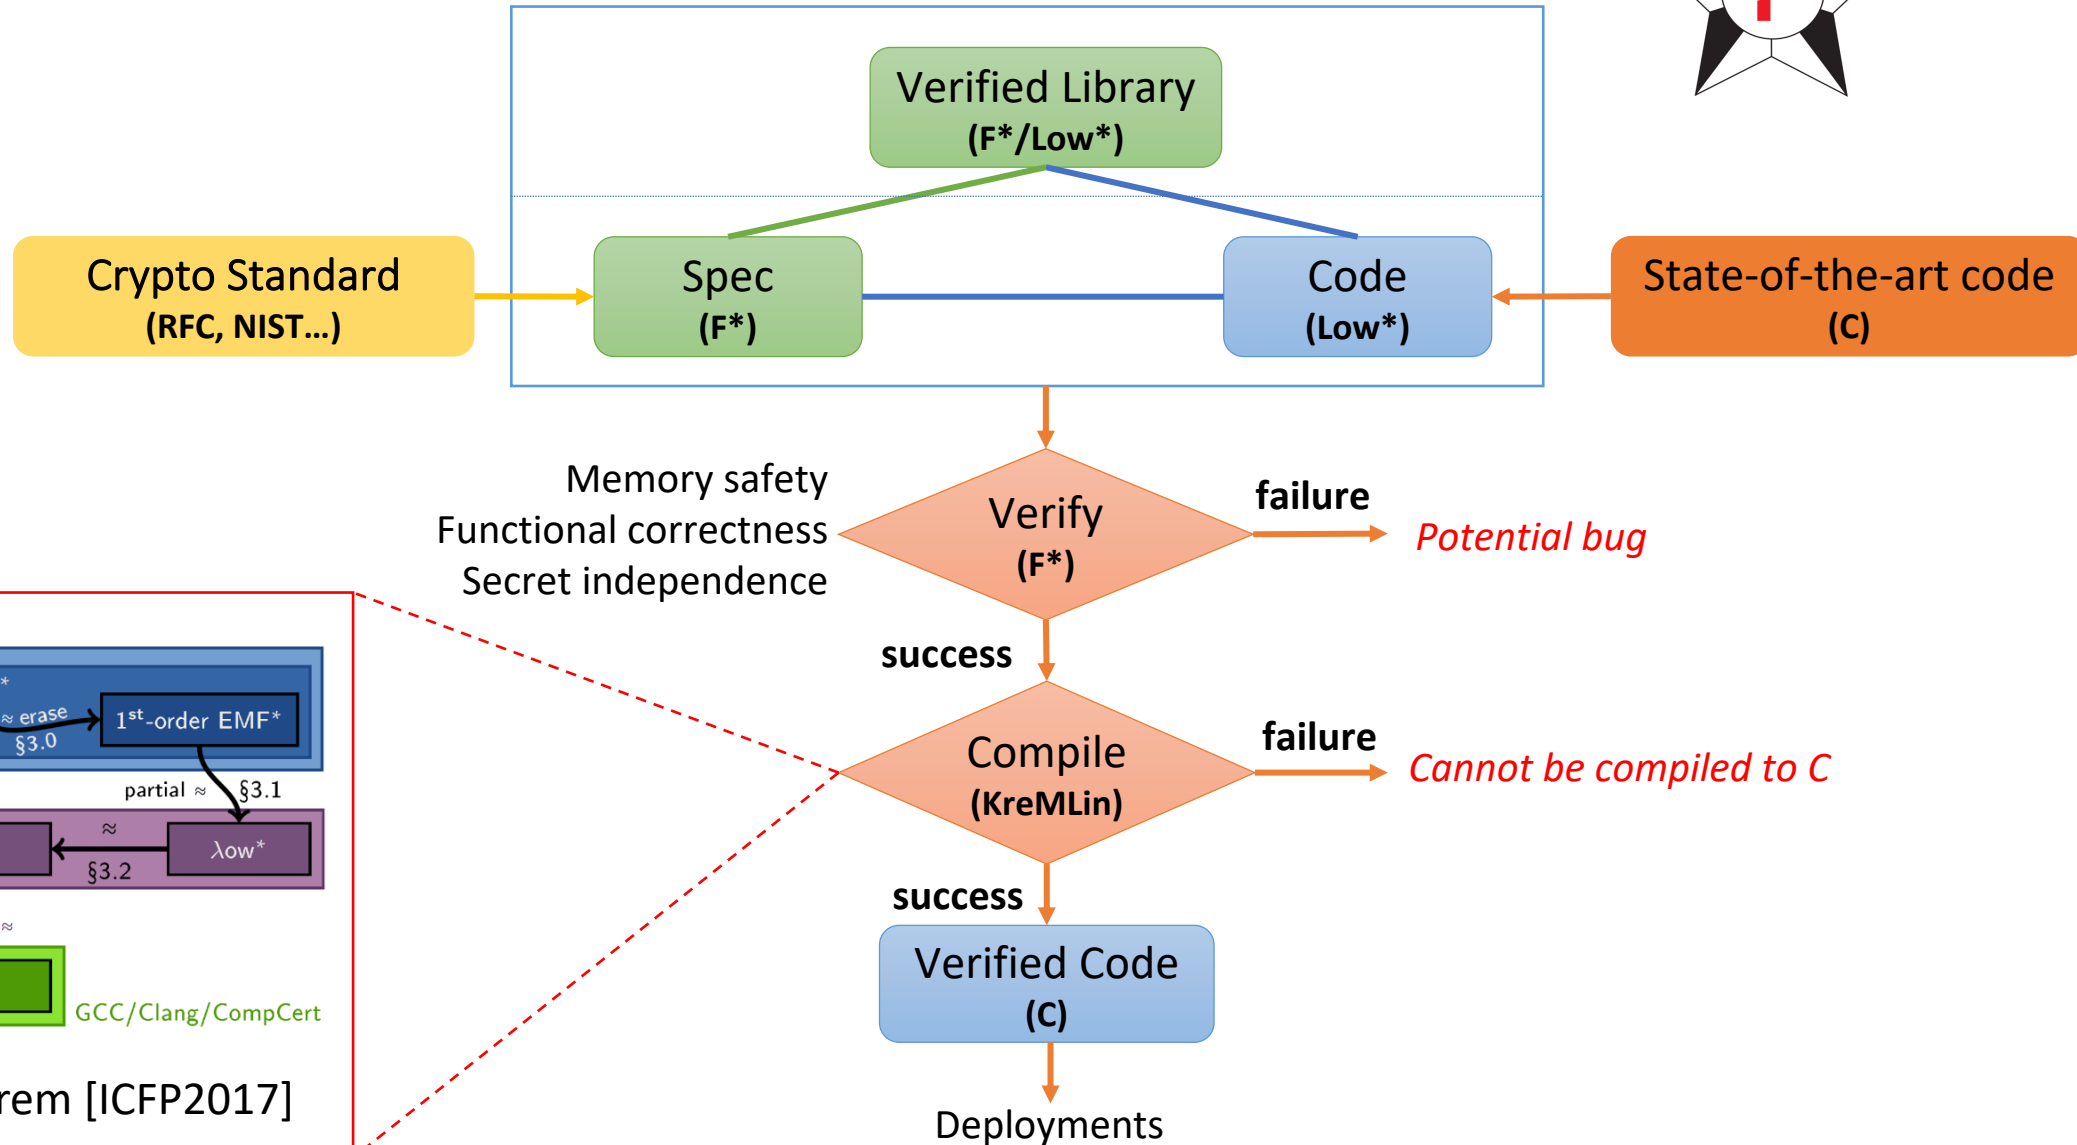 Verified Library
(F*/Low*)
Crypto Standard
(RFC, NIST...)
Spec
(F*)
Code
(Low*)
State-of-the-art code
(C)
Memory safety
Functional correctness
Secret independence
Verify
(F*)
failure
Potential bug
success
Compile
(KreMLin)
failure
Cannot be compiled to C
success
Verified Code
(C)
Deployments
*
≈ erase
§3.0
1st-order EMF*
partial ≈ §3.1
≈
§3.2
λow*
≈
GCC/Clang/CompCert
[ICFP2017]